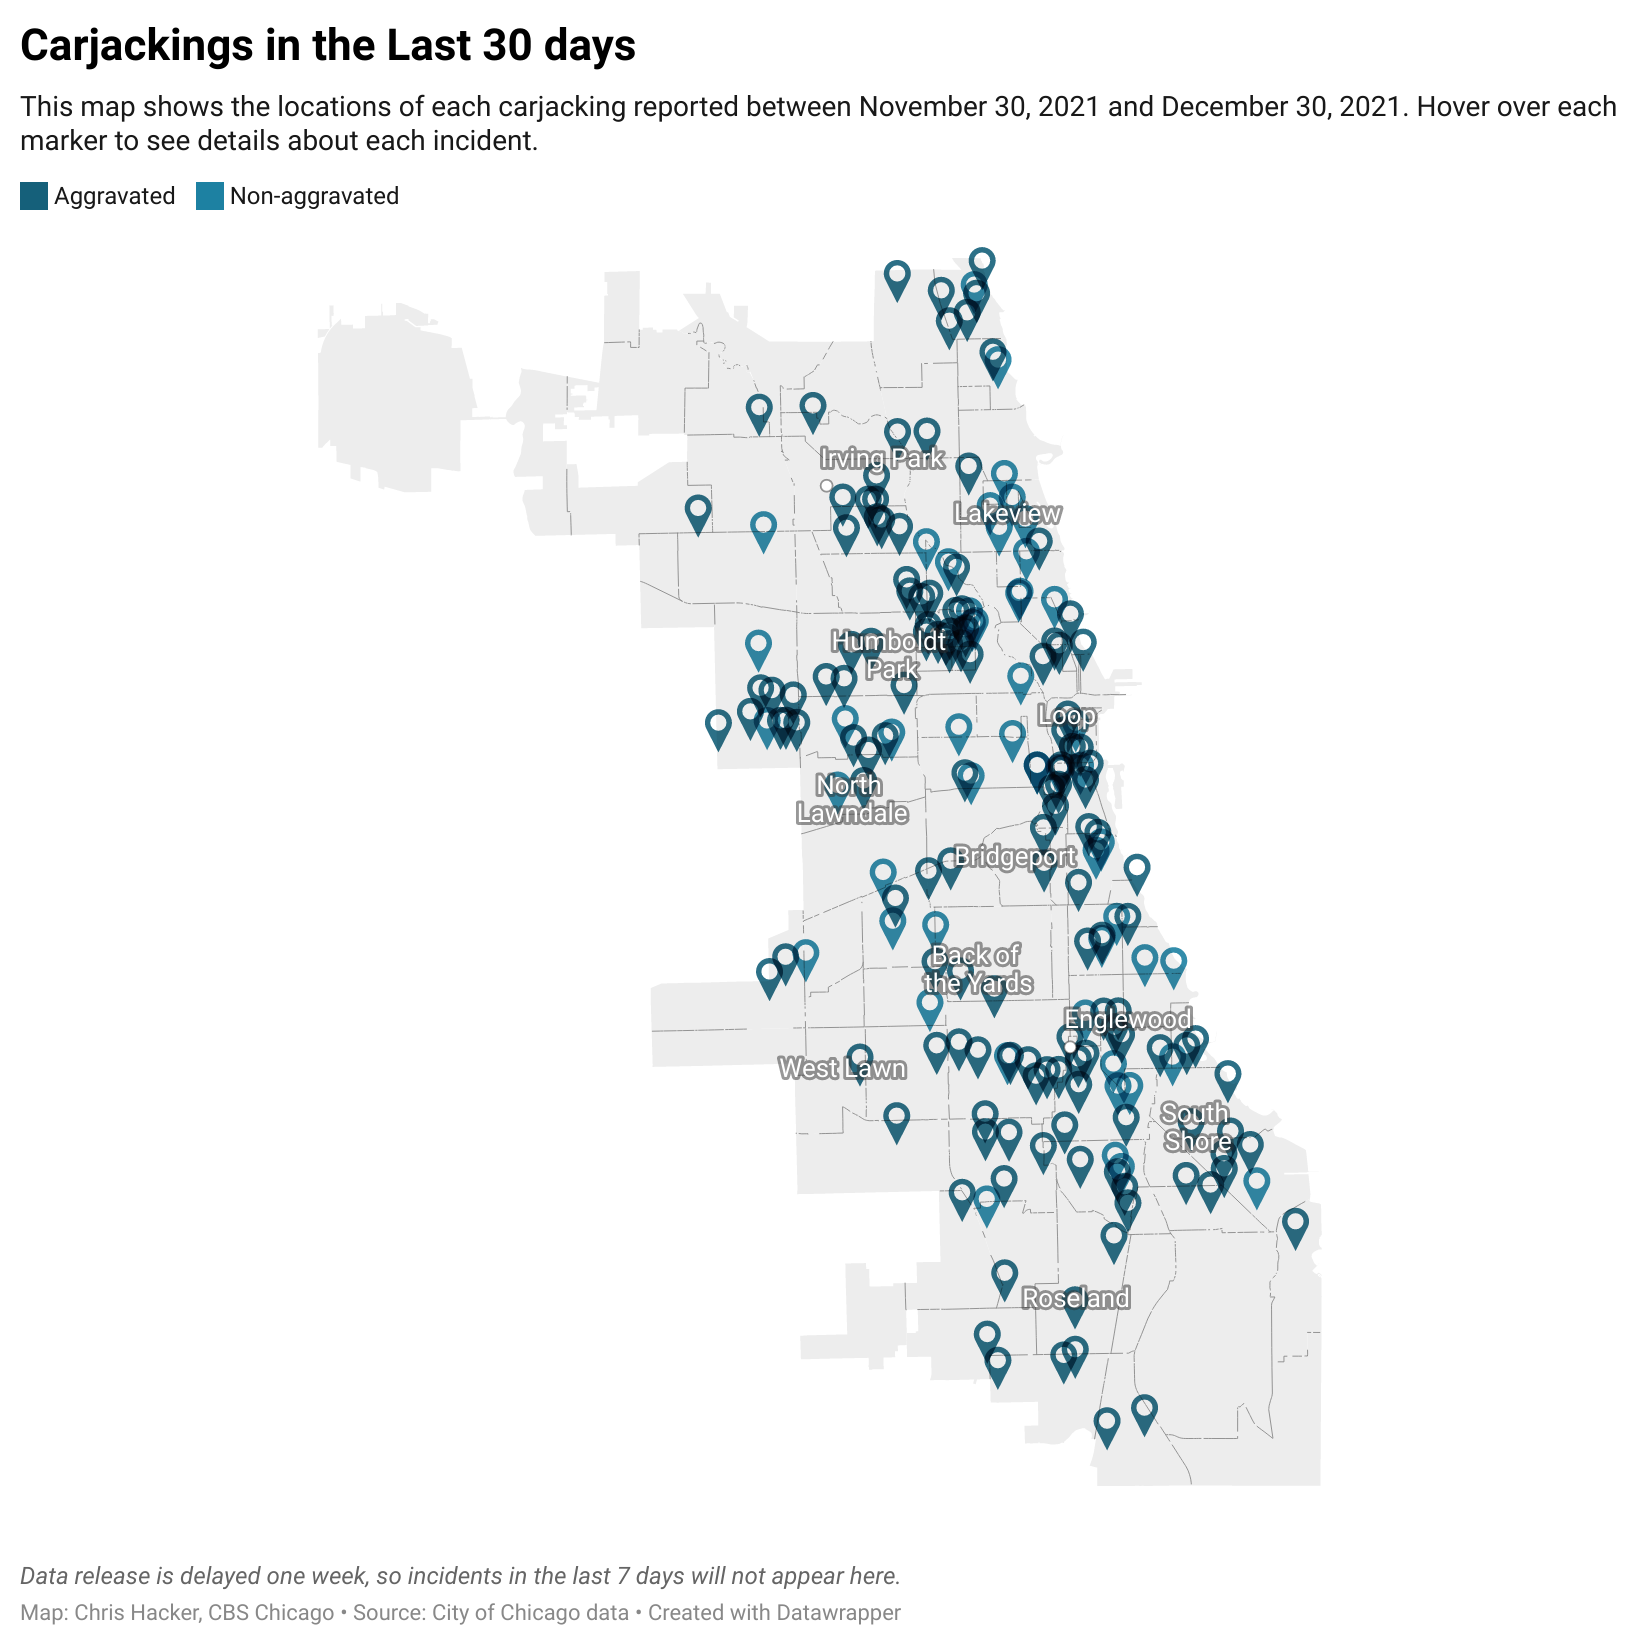 Carjackings in the Last 30 days
This map shows the locations of each carjacking reported between November 30, 2021 and December 30, 2021. Hover over each
marker to see details about each incident.
Aggravated Non-aggravated
Irving Park
Lakeview
Humboldt
Park
Loop
North
Lawndale
Bridgeport
Back of
the Yards
Englewood
West Lawn
South
Shore
Roseland
Data release is delayed one week, so incidents in the last 7 days will not appear here.
Map: Chris Hacker, CBS Chicago • Source: City of Chicago data • Created with Datawrapper